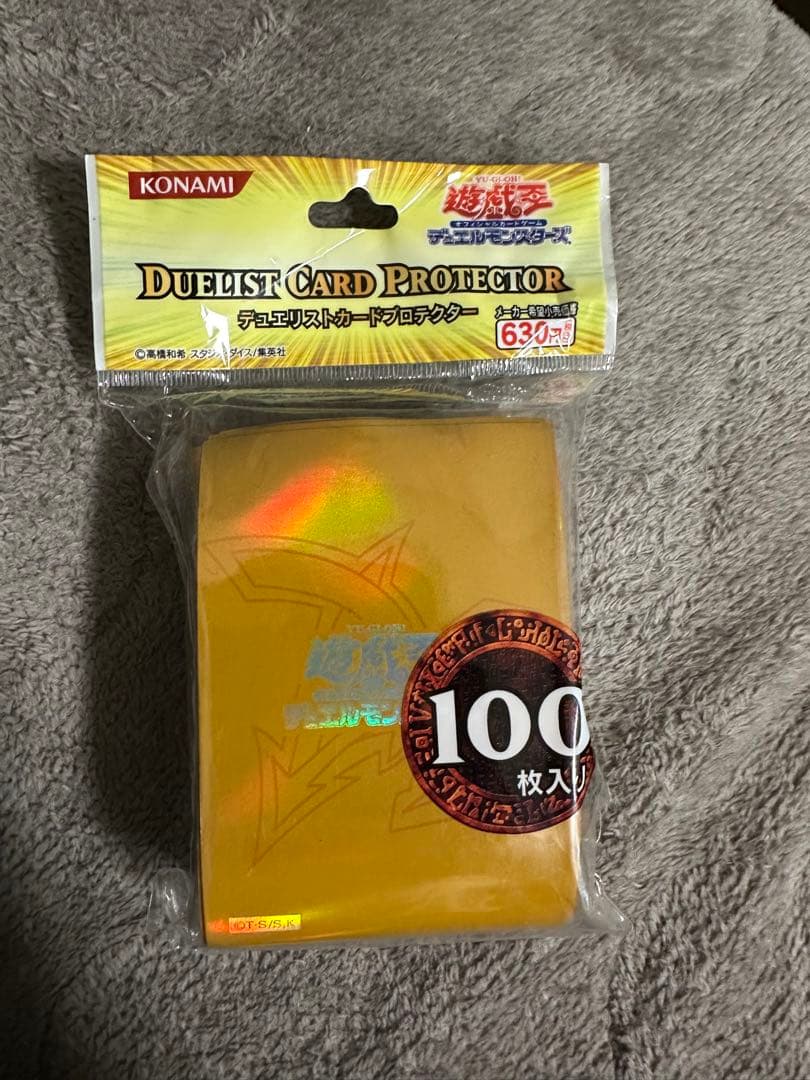 KONAMI
YU-GI-OH!
遊戯王
オフィシャルカードゲーム
デュエルモンスターズ
DUELIST CARD PROTECTOR
デュエリストカードプロテクター
メーカー希望小売価格
630円
©高橋和希 スタジオ・ダイス/集英社
YU-GI-OH!
遊戯王
デュエルモン
100
枚入り
©T・S/S,K